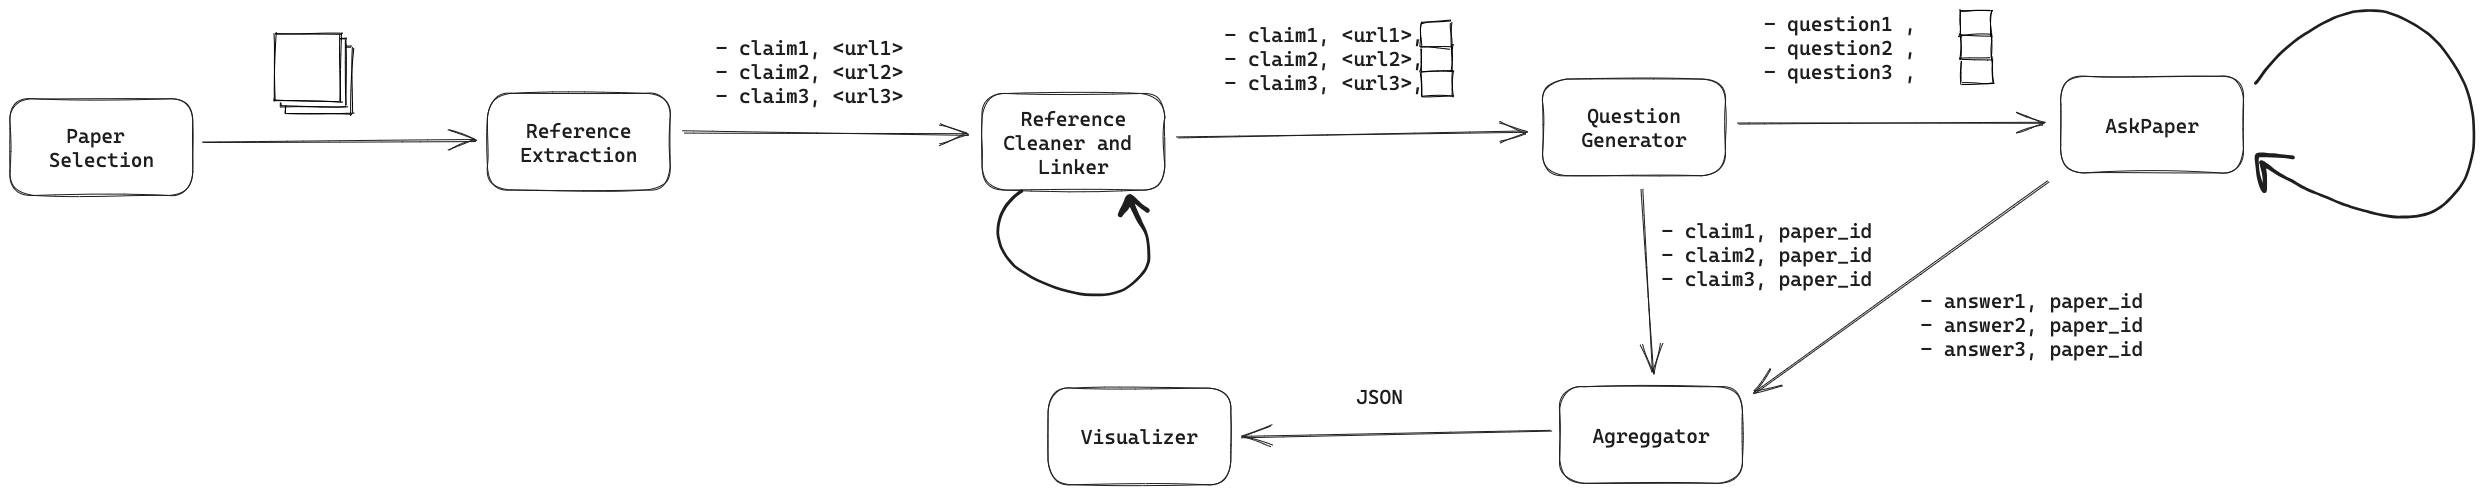 Paper
Selection
Reference
Extraction
- claim1, <url1>
- claim2, <url2>
- claim3, <url3>
Reference
Cleaner and
Linker
- claim1, <url1>,
- claim2, <url2>,
- claim3, <url3>,
Question
Generator
- question1 ,
- question2 ,
- question3 ,
AskPaper
- claim1, paper_id
- claim2, paper_id
- claim3, paper_id
- answer1, paper_id
- answer2, paper_id
- answer3, paper_id
Agreggator
JSON
Visualizer